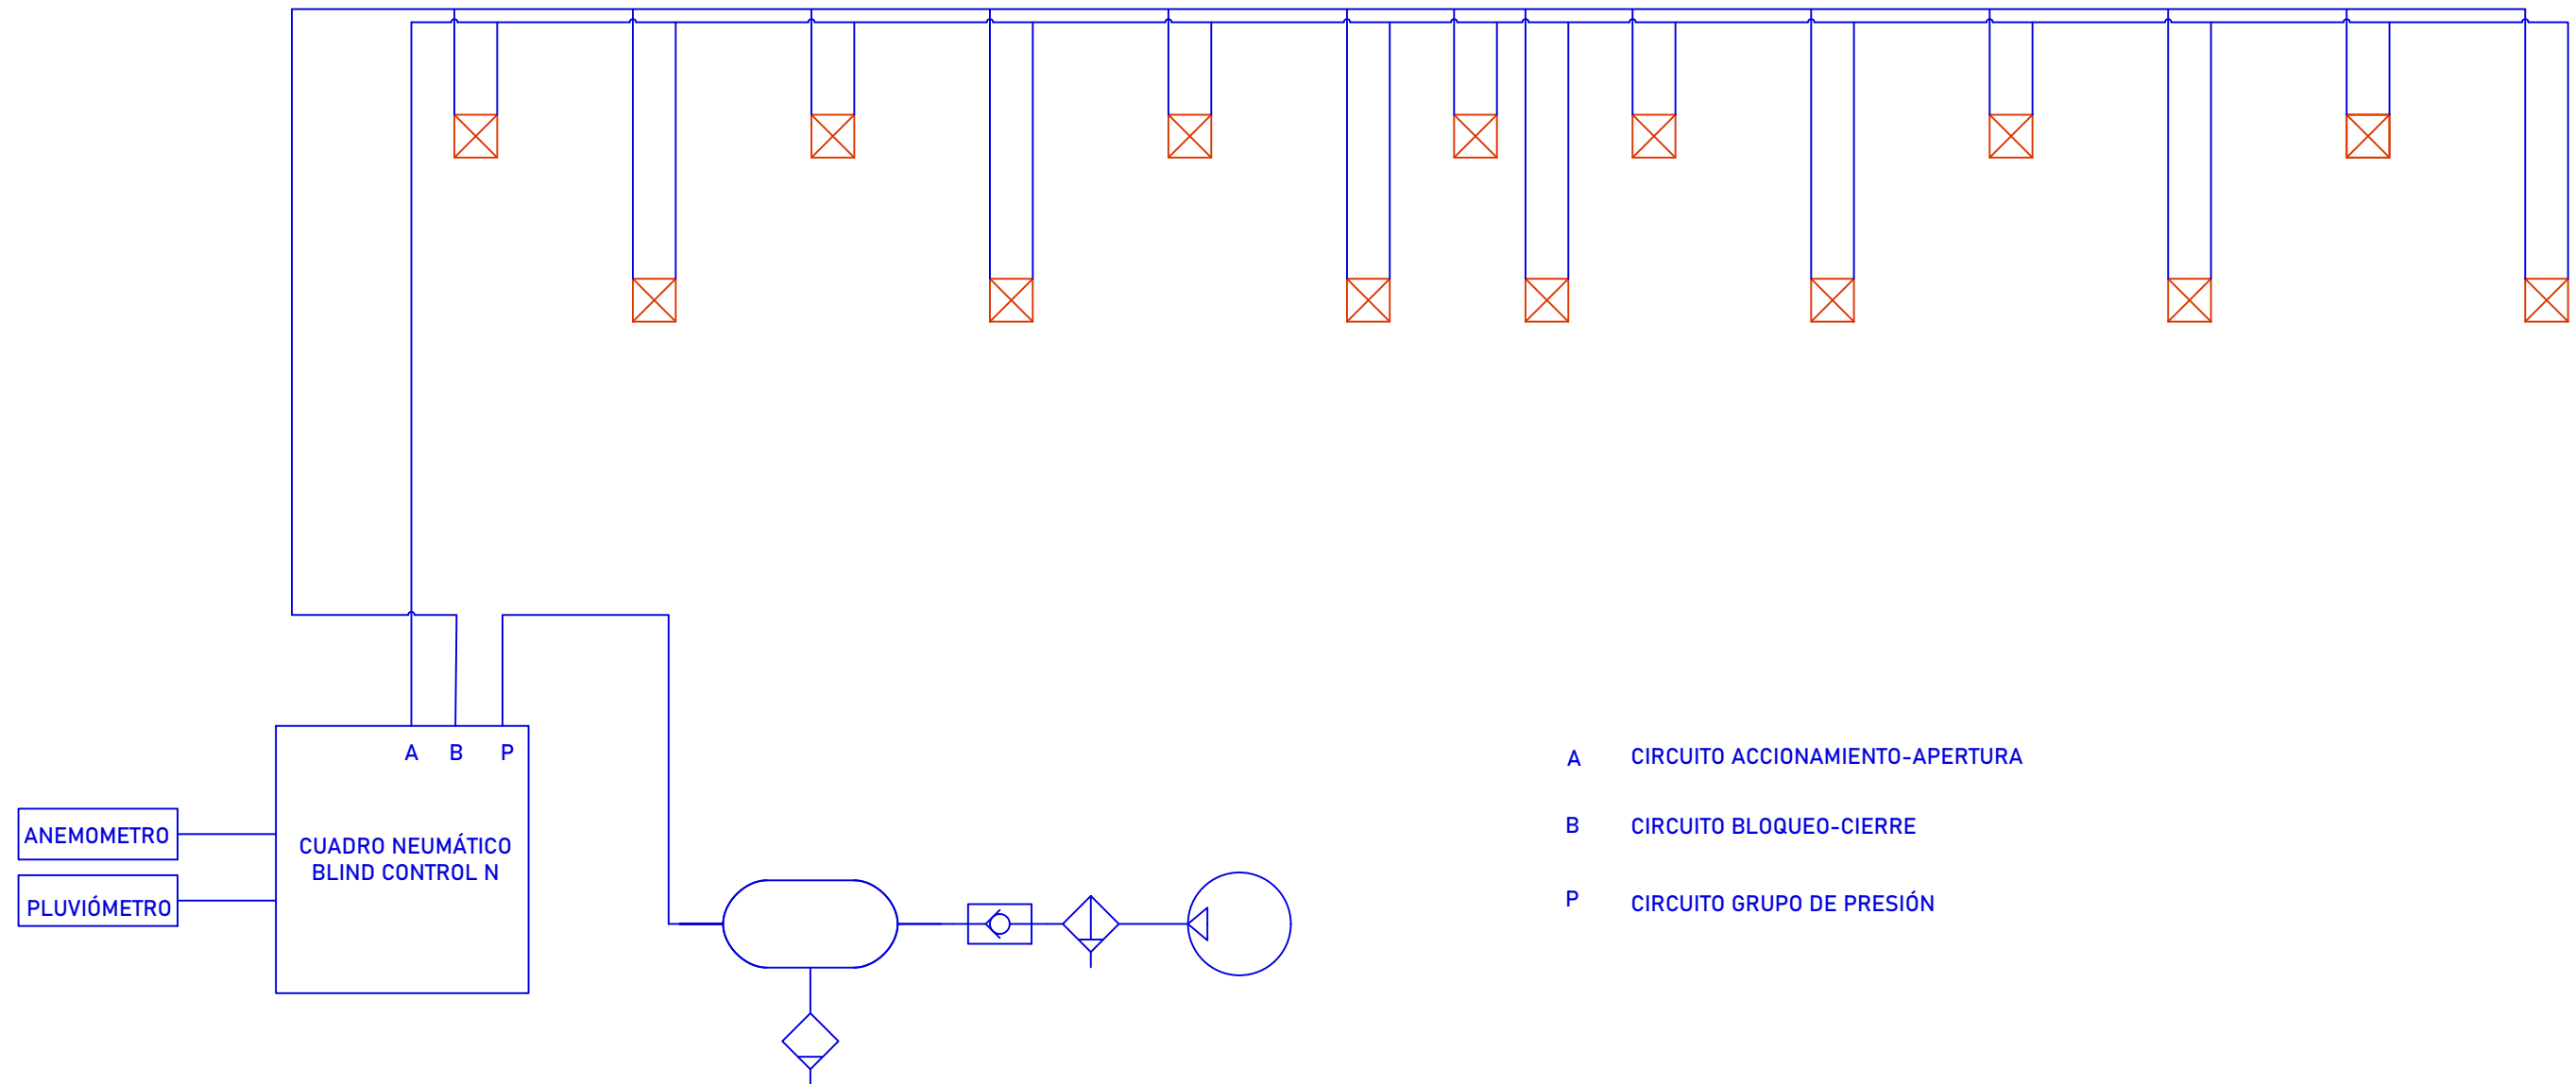 A B P
ANEMOMETRO
CUADRO NEUMÁTICO
BLIND CONTROL N
PLUVIÓMETRO
A CIRCUITO ACCIONAMIENTO-APERTURA
B CIRCUITO BLOQUEO-CIERRE
P CIRCUITO GRUPO DE PRESIÓN